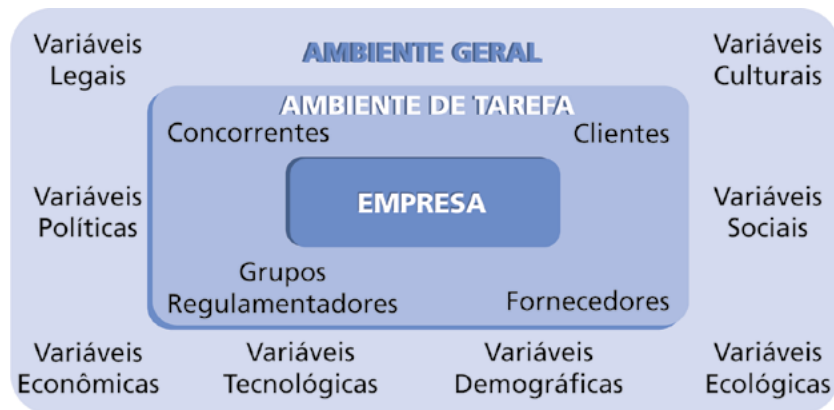 Variáveis
Legais
AMBIENTE GERAL
Variáveis
Culturais
AMBIENTE DE TAREFA
Concorrentes
Clientes
Variáveis
Políticas
EMPRESA
Variáveis
Sociais
Grupos
Regulamentadores
Fornecedores
Variáveis
Econômicas
Variáveis
Tecnológicas
Variáveis
Demográficas
Variáveis
Ecológicas